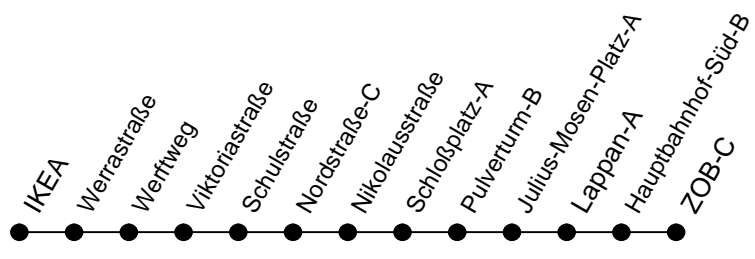 IKEA
Werrastraße
Werftweg
Viktoriastraße
Schulstraße
Nordstraße-C
Nikolausstraße
Schloßplatz-A
Pulverturm-B
Julius-Mosen-Platz-A
Lappan-A
Hauptbahnhof-Süd-B
ZOB-C